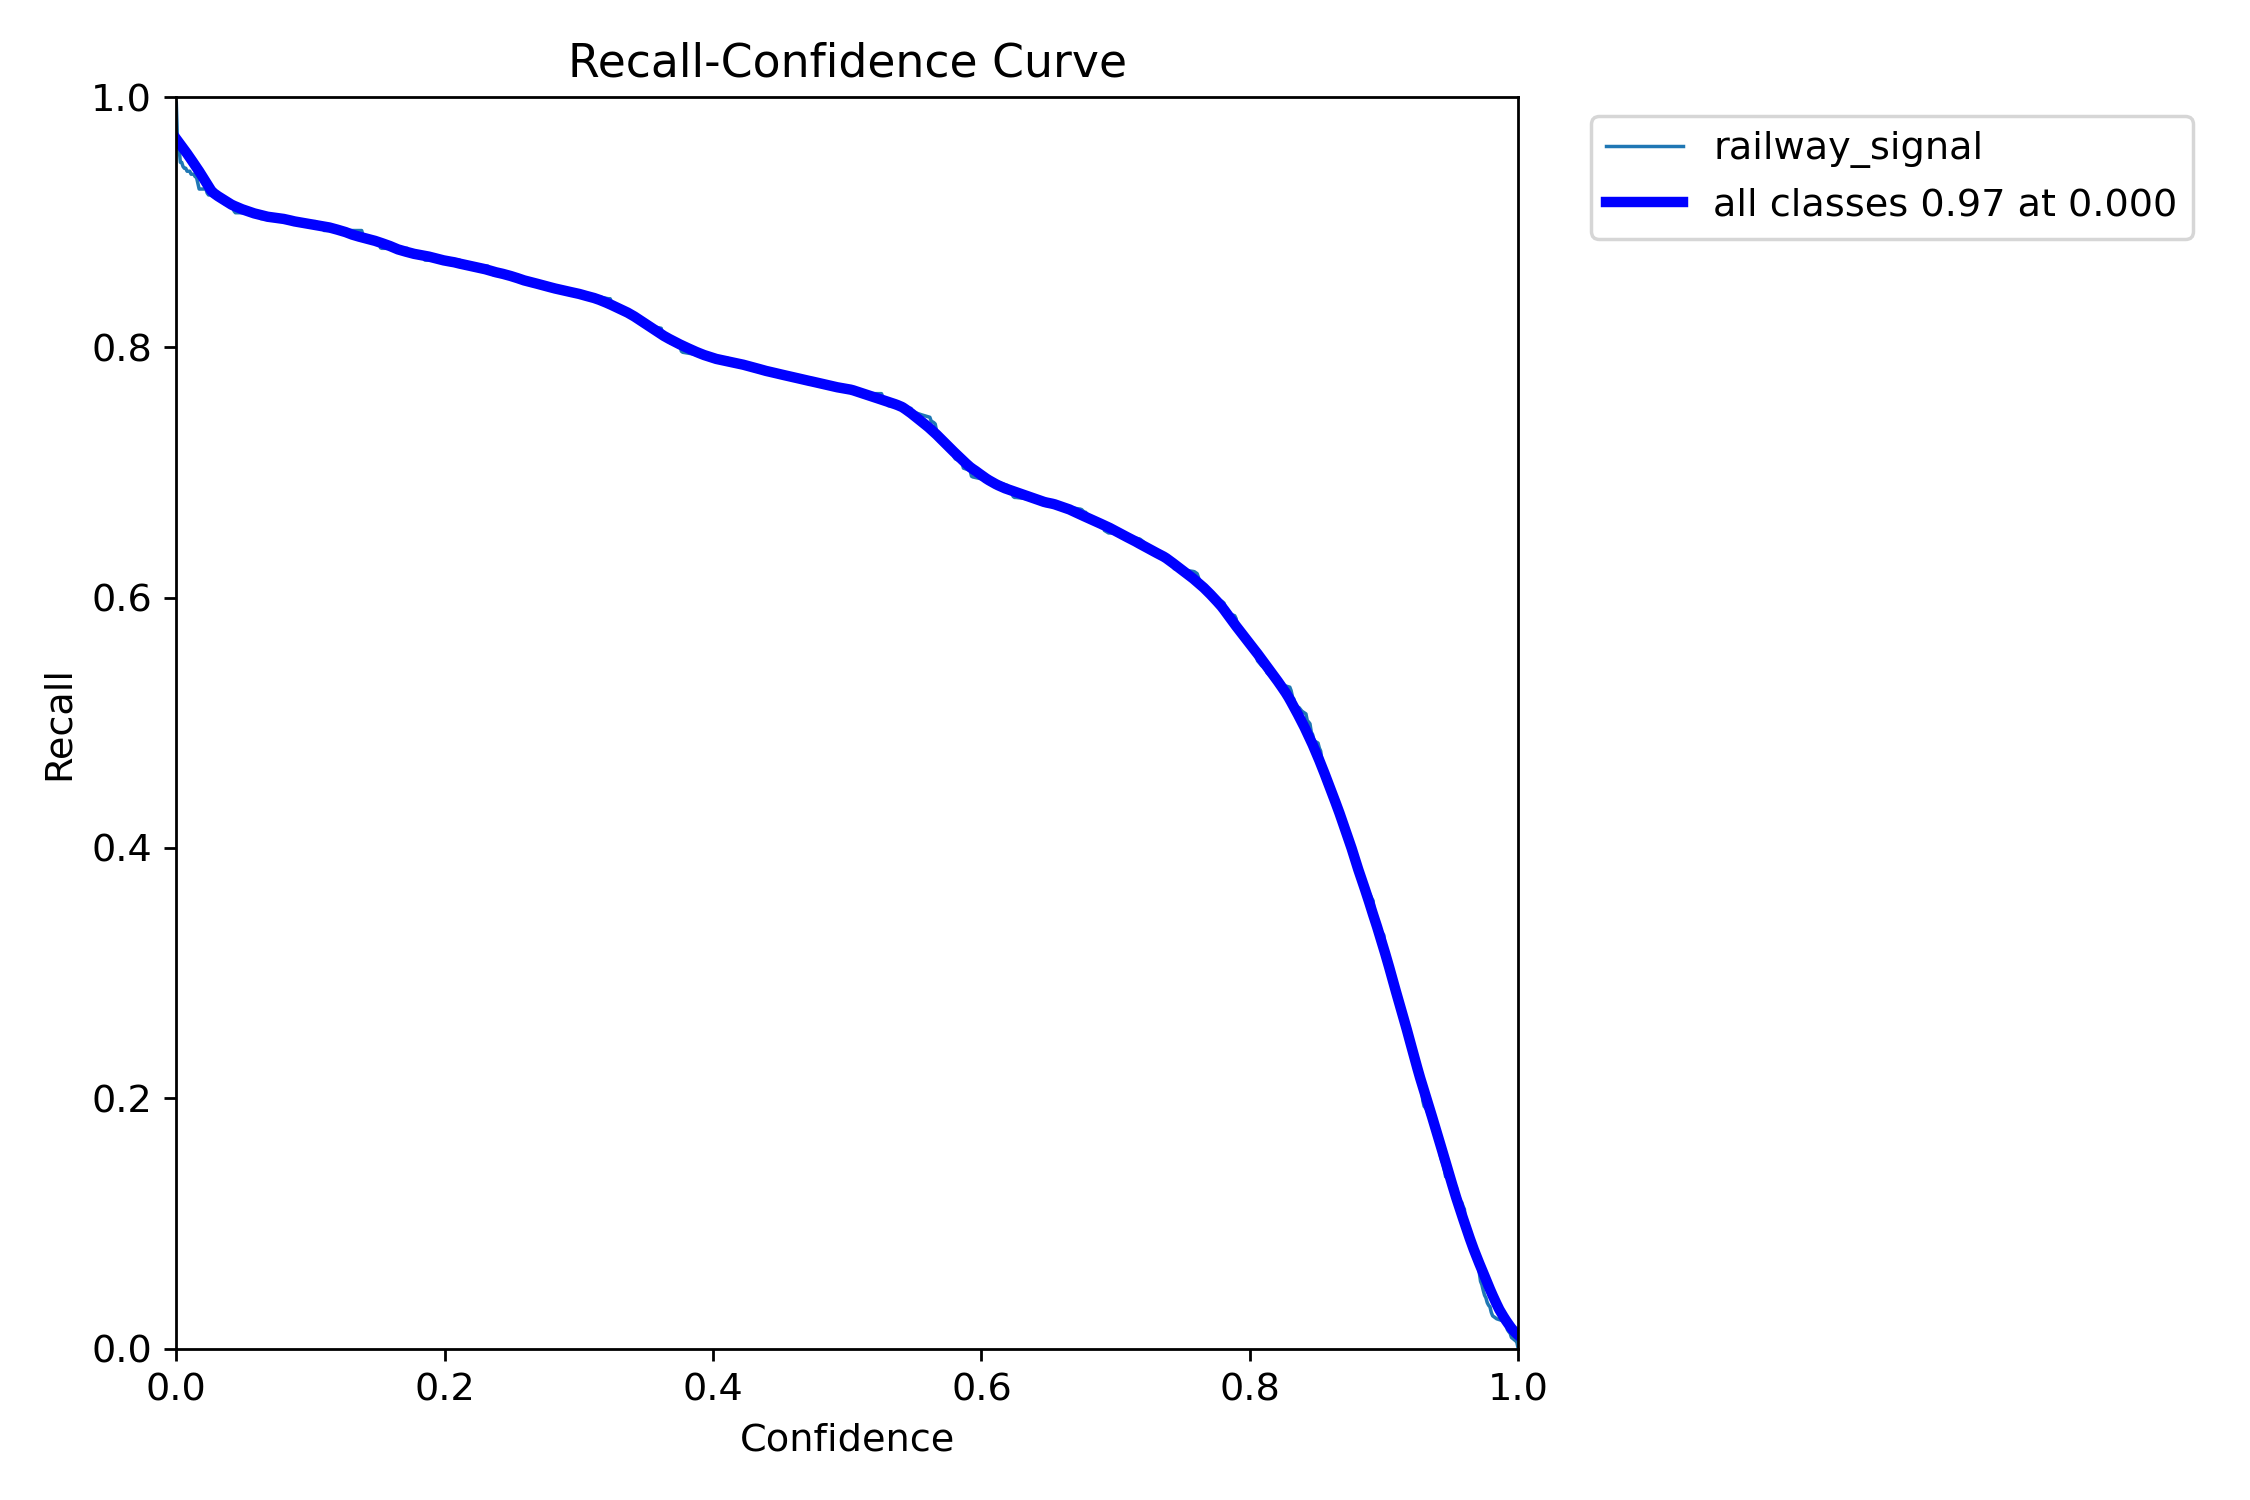 Recall-Confidence Curve
1.0
0.8
0.6
0.4
0.2
0.0
Recall
0.0 0.2 0.4 0.6 0.8 1.0
Confidence
railway_signal
all classes 0.97 at 0.000